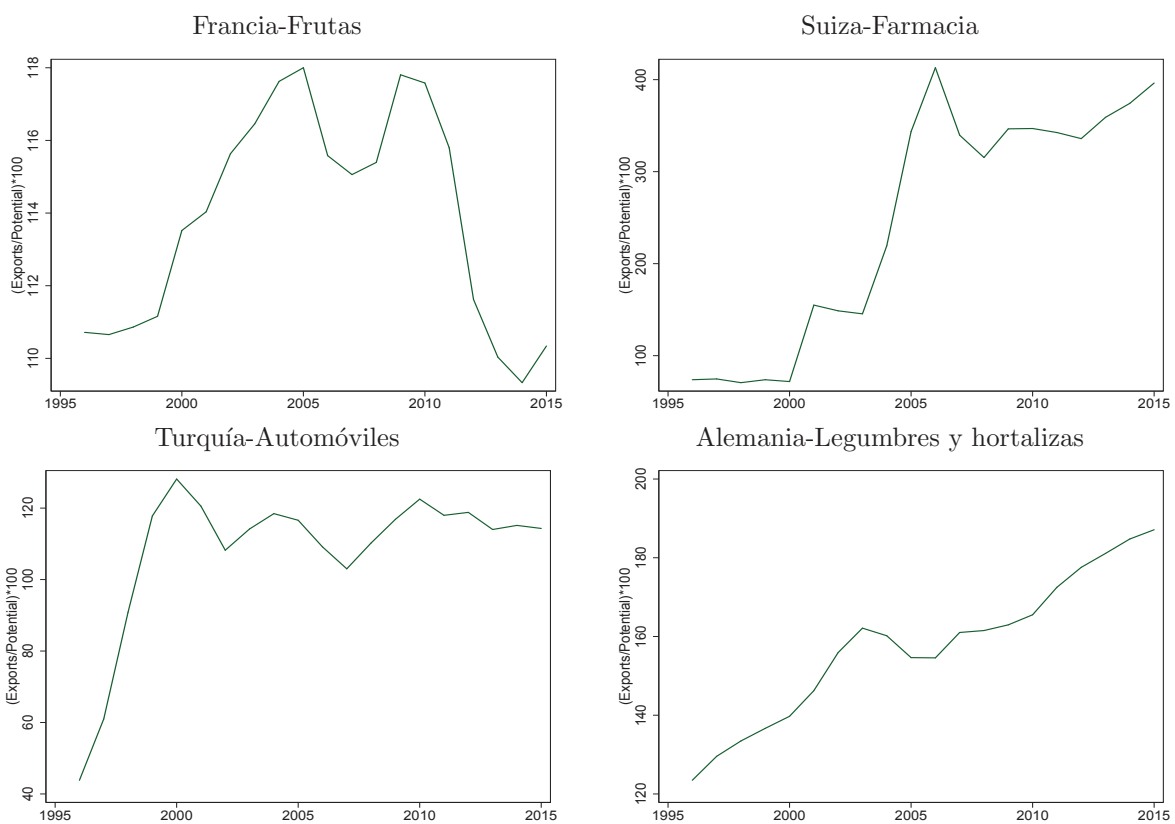 Francia-Frutas
(Exports/Potential)*100
118
116
114
112
110
1995 2000 2005 2010 2015
Suiza-Farmacia
(Exports/Potential)*100
400
300
200
100
1995 2000 2005 2010 2015
Turquía-Automóviles
(Exports/Potential)*100
120
100
80
60
40
1995 2000 2005 2010 2015
Alemania-Legumbres y hortalizas
(Exports/Potential)*100
200
180
160
140
120
1995 2000 2005 2010 2015